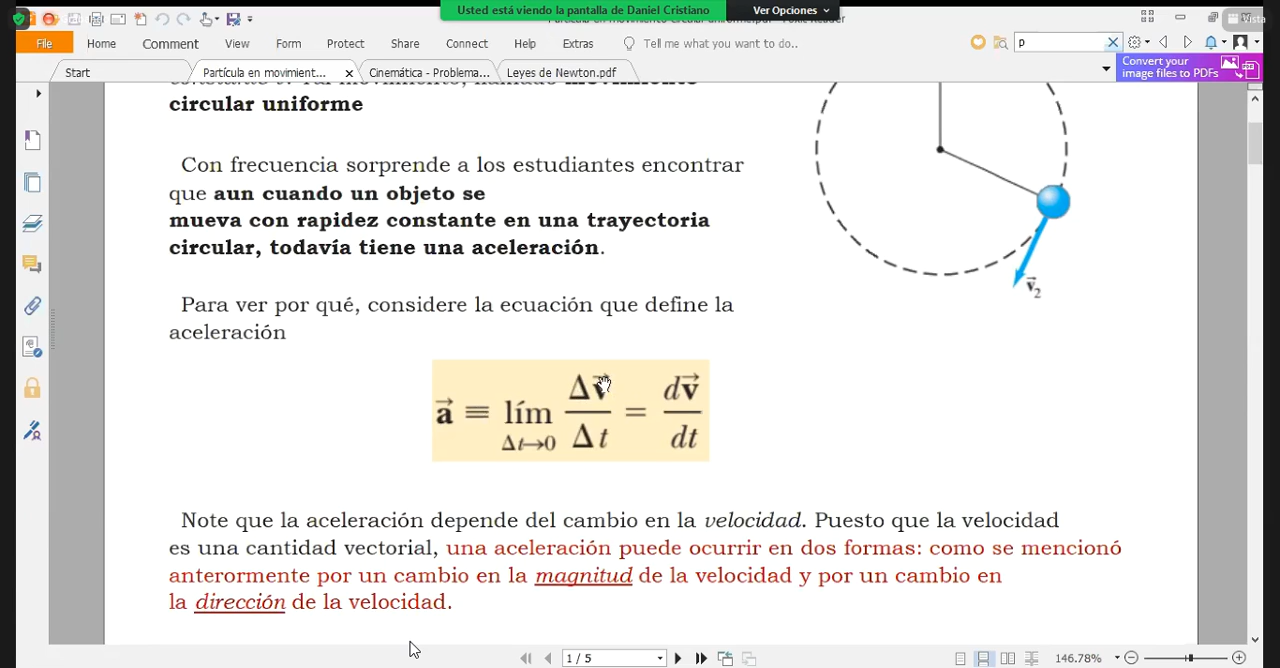 Usted está viendo la pantalla de Daniel Cristiano
Ver Opciones
File Home Comment View Form Protect Share Connect Help Extras Tell me what you want to do.. p
Vista
Start Partícula en movimient... Cinemática - Problema... Leyes de Newton.pdf
Convert your
image files to PDFs
circular uniforme
Con frecuencia sorprende a los estudiantes encontrar
que aun cuando un objeto se
mueva con rapidez constante en una trayectoria
circular, todavía tiene una aceleración.
v⃗2
Para ver por qué, considere la ecuación que define la
aceleración
a⃗ ≡ lím Δt→0 Δv⃗/Δt = dv⃗/dt
Note que la aceleración depende del cambio en la velocidad. Puesto que la velocidad
es una cantidad vectorial, una aceleración puede ocurrir en dos formas: como se mencionó
anterormente por un cambio en la magnitud de la velocidad y por un cambio en
la dirección de la velocidad.
1 / 5
146.78%